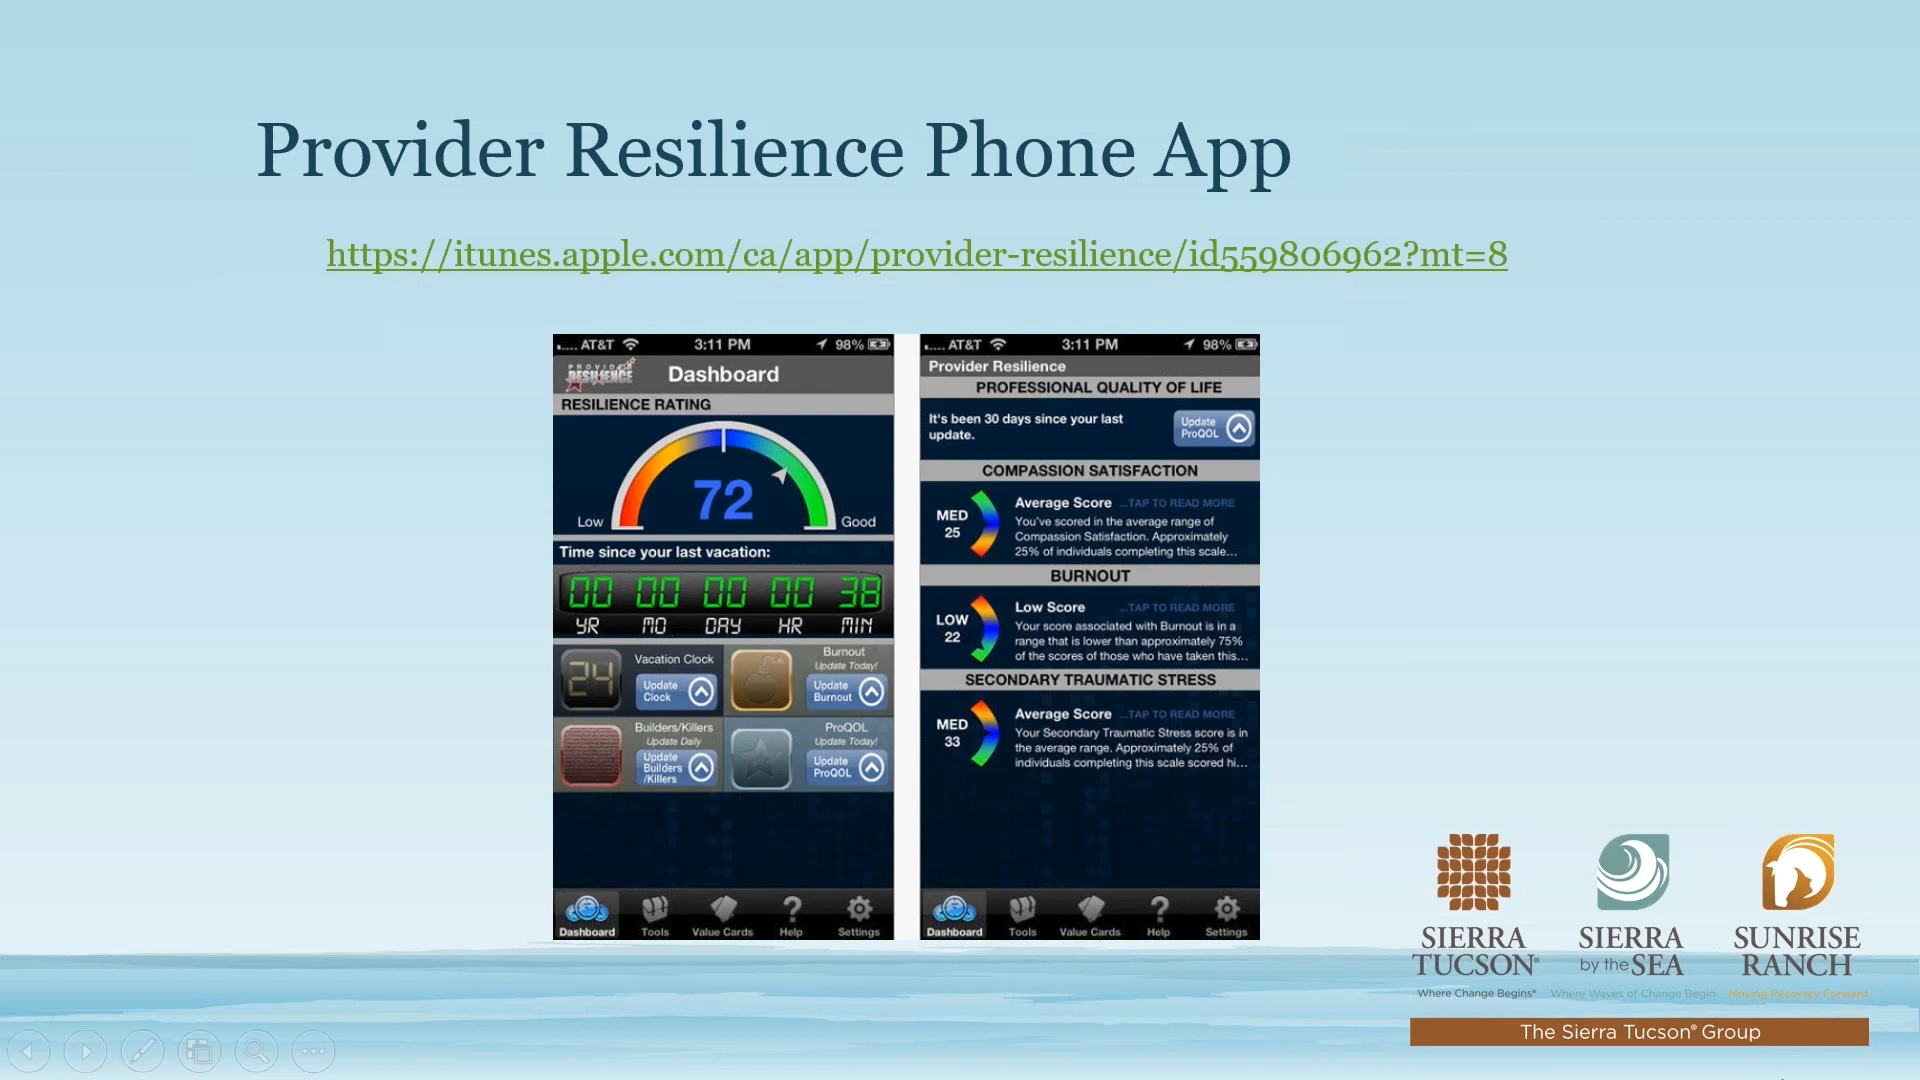 Provider Resilience Phone App
https://itunes.apple.com/ca/app/provider-resilience/id559806962?mt=8
AT&T 3:11 PM 98%
PROVIDER
RESILIENCE
Dashboard
RESILIENCE RATING
72
Low Good
Time since your last vacation:
00 00 00 00 38
YR MO DAY HR MIN
24
Vacation Clock
Update
Clock
Burnout
Update Today!
Update
Burnout
Builders/Killers
Update Daily
Update
Builders
/Killers
ProQOL
Update Today!
Update
ProQOL
Dashboard Tools Value Cards Help Settings
AT&T 3:11 PM 98%
Provider Resilience
PROFESSIONAL QUALITY OF LIFE
It's been 30 days since your last
update.
Update
ProQOL
COMPASSION SATISFACTION
MED
25
Average Score ...TAP TO READ MORE
You've scored in the average range of
Compassion Satisfaction. Approximately
25% of individuals completing this scale...
BURNOUT
LOW
22
Low Score ...TAP TO READ MORE
Your score associated with Burnout is in a
range that is lower than approximately 75%
of the scores of those who have taken this...
SECONDARY TRAUMATIC STRESS
MED
33
Average Score ...TAP TO READ MORE
Your Secondary Traumatic Stress score is in
the average range. Approximately 25% of
individuals completing this scale scored hi...
Dashboard Tools Value Cards Help Settings
SIERRA
TUCSON®
Where Change Begins®
SIERRA
by the SEA
Where Waves of Change Begin
SUNRISE
RANCH
Moving Recovery Forward
The Sierra Tucson® Group